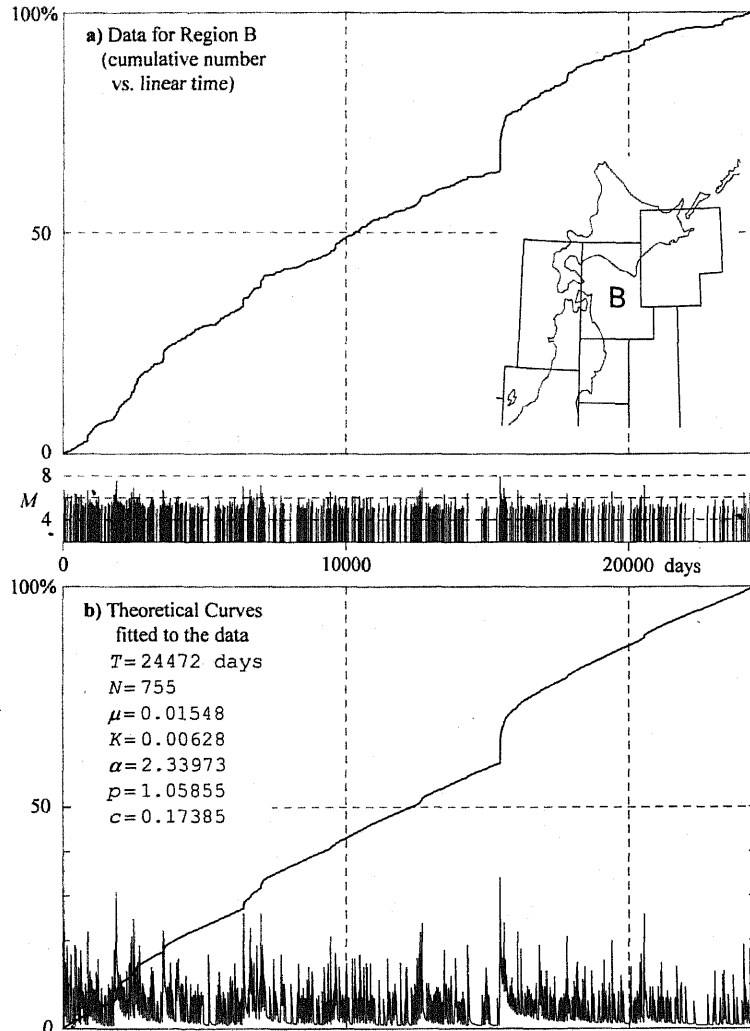 100%
a) Data for Region B
(cumulative number
vs. linear time)
50
B
0
8
M
4
0 10000 20000 days
100%
b) Theoretical Curves
fitted to the data
T=24472 days
N=755
μ=0.01548
K=0.00628
α=2.33973
p=1.05855
c=0.17385
50
0